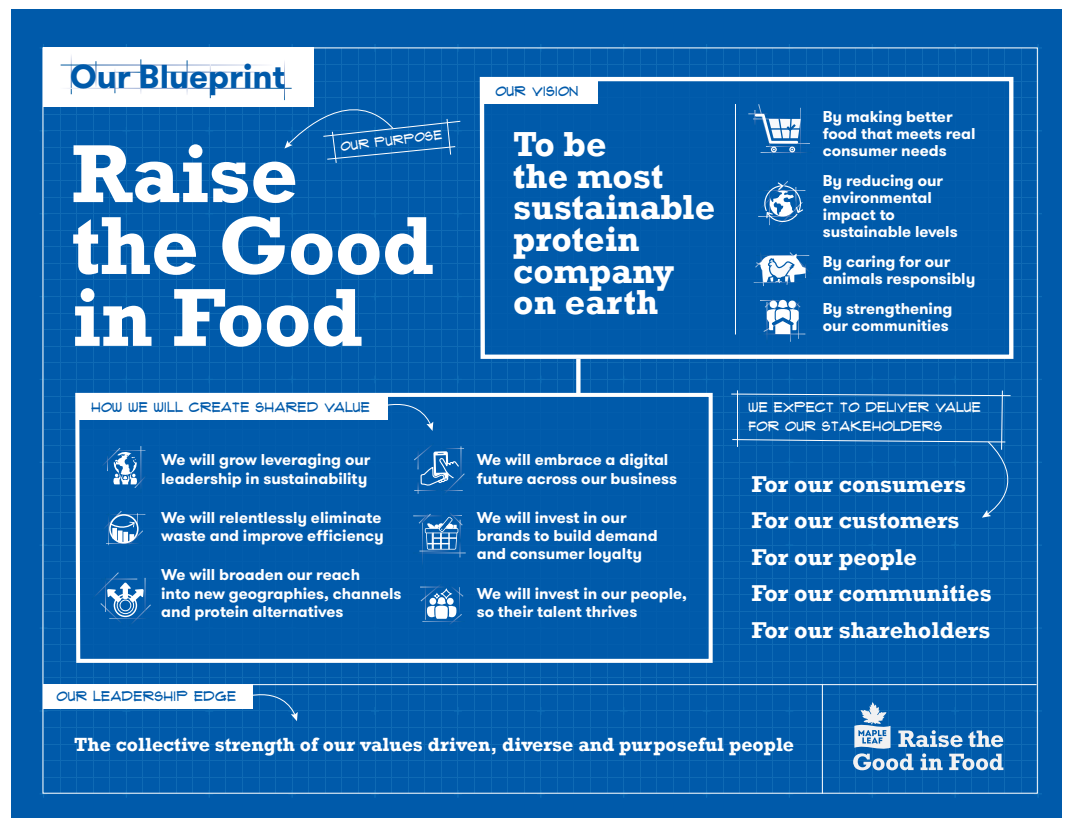 Our Blueprint
OUR PURPOSE
Raise
the Good
in Food
OUR VISION
To be
the most
sustainable
protein
company
on earth
By making better
food that meets real
consumer needs
By reducing our
environmental
impact to
sustainable levels
By caring for our
animals responsibly
By strengthening
our communities
HOW WE WILL CREATE SHARED VALUE
We will grow leveraging our
leadership in sustainability
We will relentlessly eliminate
waste and improve efficiency
We will broaden our reach
into new geographies, channels
and protein alternatives
We will embrace a digital
future across our business
We will invest in our
brands to build demand
and consumer loyalty
We will invest in our people,
so their talent thrives
WE EXPECT TO DELIVER VALUE
FOR OUR STAKEHOLDERS
For our consumers
For our customers
For our people
For our communities
For our shareholders
OUR LEADERSHIP EDGE
The collective strength of our values driven, diverse and purposeful people
MAPLE
LEAF
Raise the
Good in Food